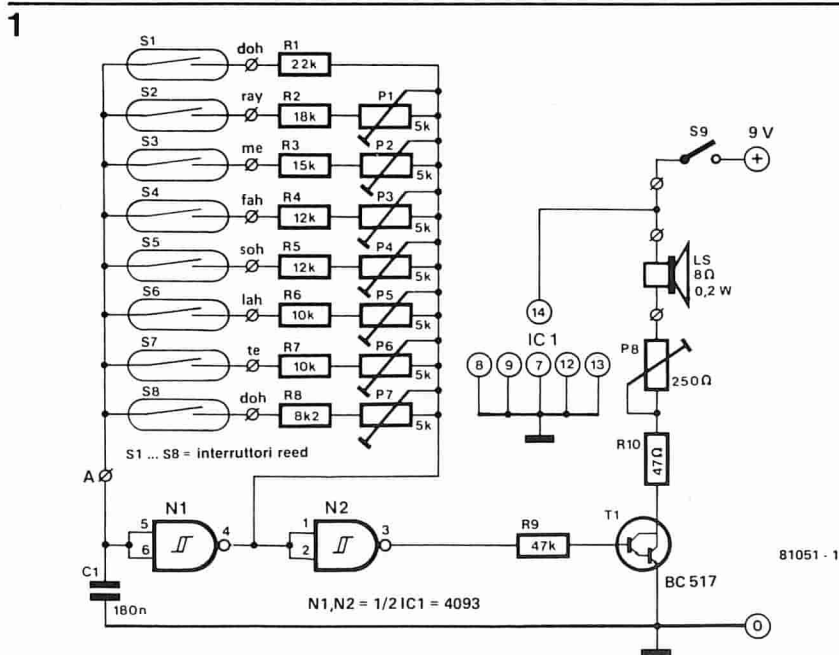 1
S1 doh R1
22k
S2 ray R2 P1
18k 5k
S3 me R3 P2
15k 5k
S4 fah R4 P3
12k 5k
S5 soh R5 P4
12k 5k
S6 lah R6 P5
10k 5k
S7 te R7 P6
10k 5k
S8 doh R8 P7
8k2 5k
S1 ... S8 = interruttori reed
A
S9 9 V
+
LS
8Ω
0,2 W
14
IC 1
8 9 7 12 13
P8
250Ω
R10
47Ω
N1 N2
5 4 1 3
6 2
R9
47k
T1
BC 517
C1
180n
N1,N2 = 1/2 IC1 = 4093
0
81051 - 1